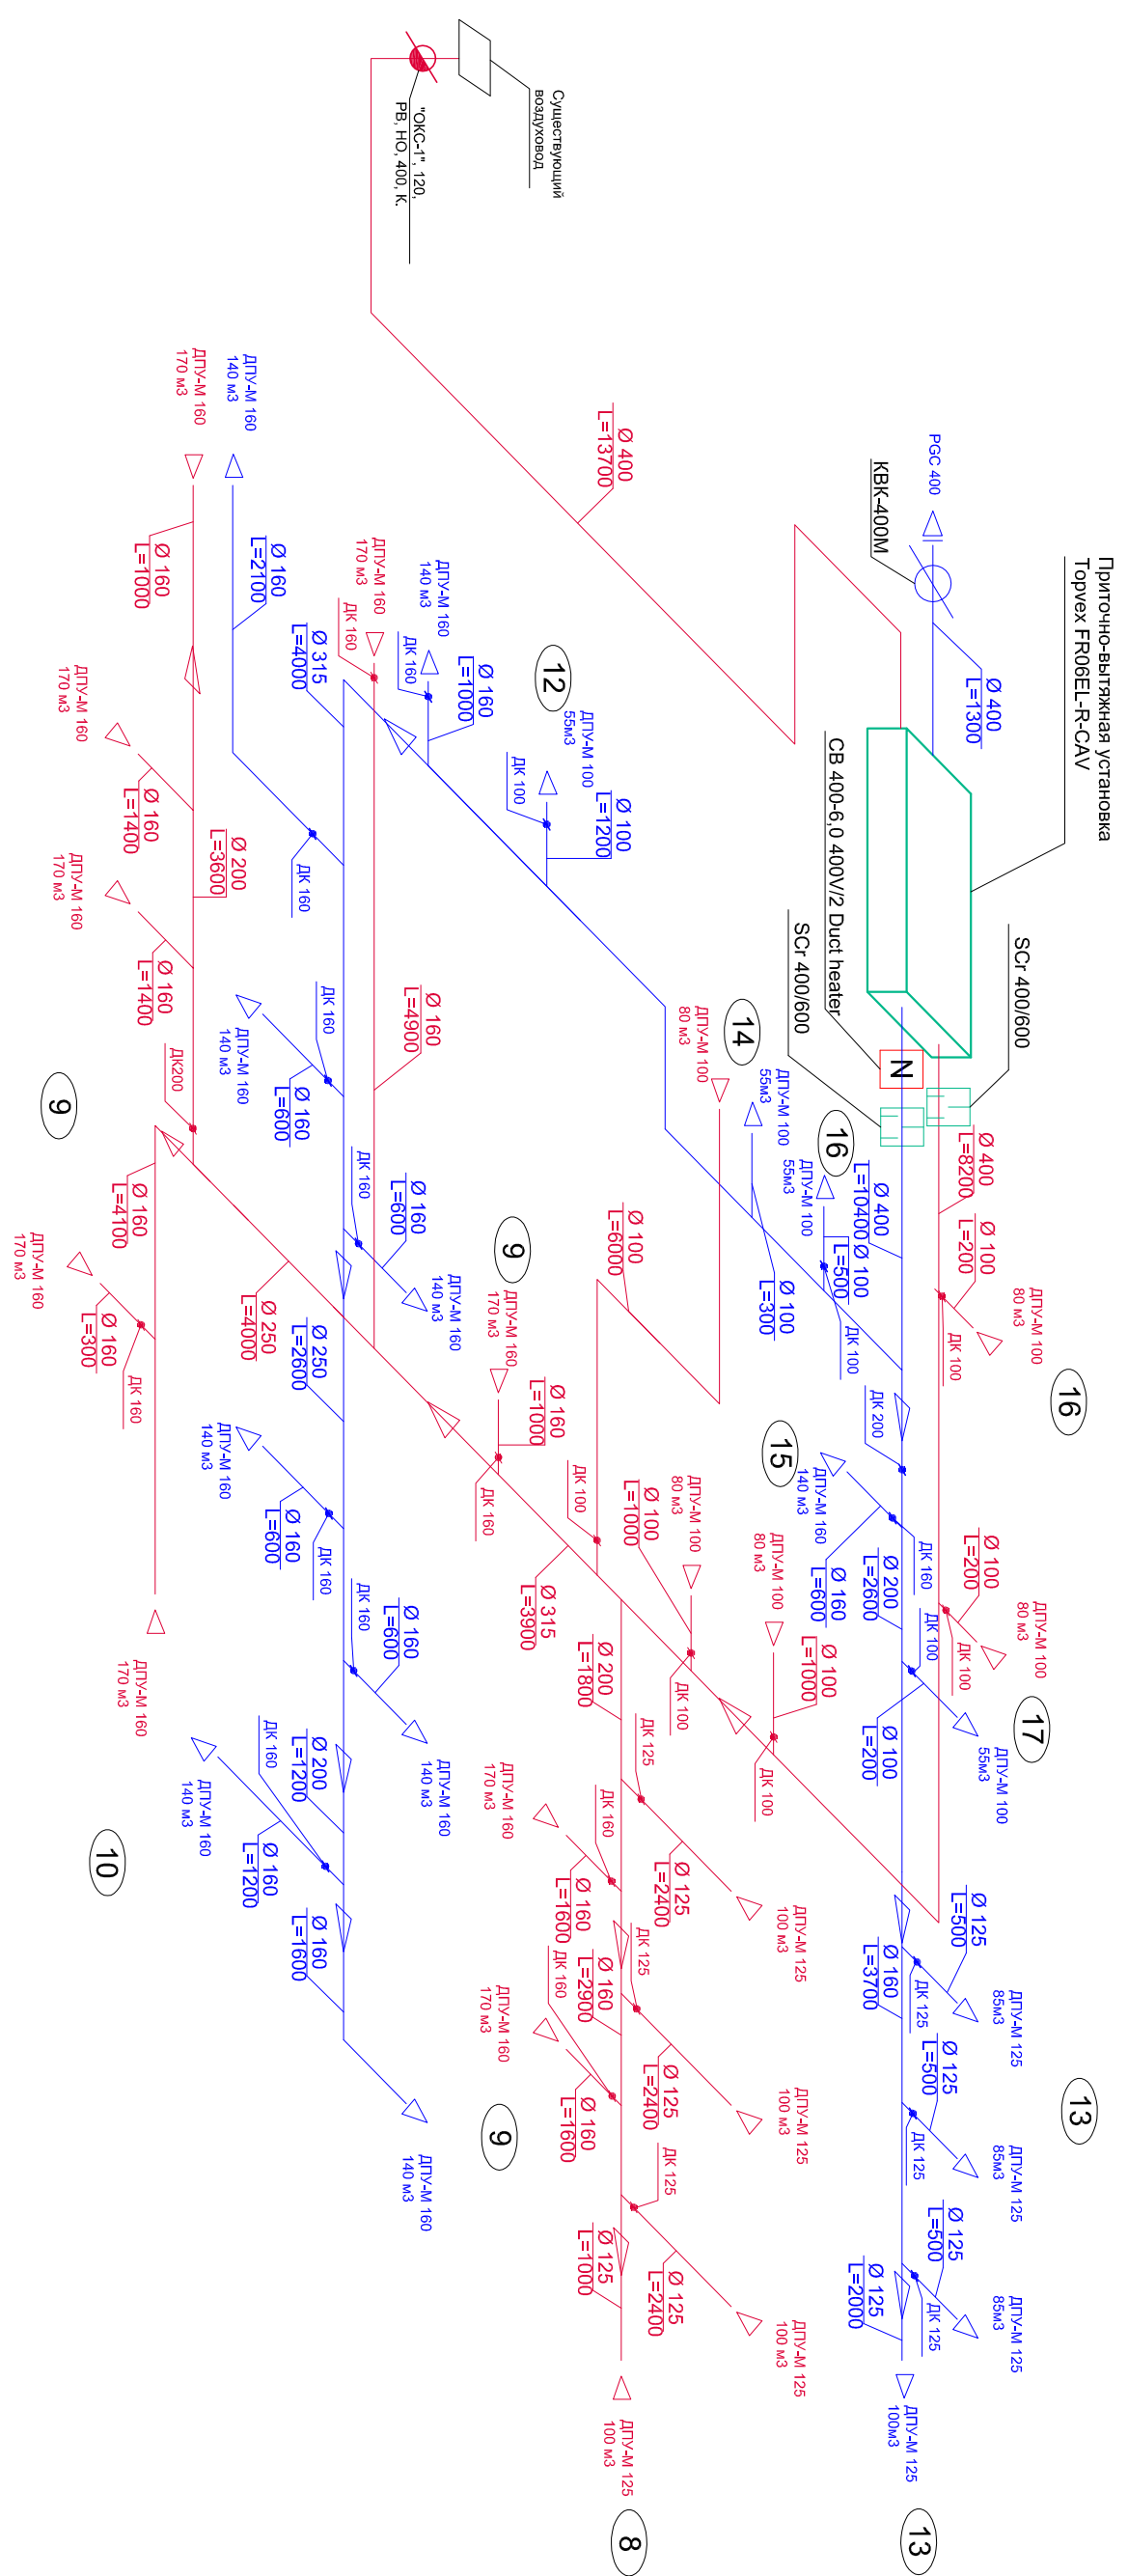 Приточно-вытяжная установка
Topvex FR06EL-R-CAV
SCr 400/600
SCr 400/600
CB 400-6,0 400V/2 Duct heater
N
PGC 400
КВК-400М
Ø 400
L=1300
Существующий
воздуховод
"ОКС-1", 120,
РВ, НО, 400, К.
Ø 400
L=13700
Ø 400
L=8200
Ø 100
L=200
ДПУ-М 100
80 м3
ДК 100
16
Ø 100
L=200
ДПУ-М 100
80 м3
ДК 100
17
Ø 400
L=10400
ДК 200
ДПУ-М 160
140 м3
Ø 160
L=600
ДК 160
15
Ø 200
L=2600
ДК 100
Ø 100
L=200
ДПУ-М 100
55м3
Ø 125
L=500
ДК 125
ДПУ-М 125
85м3
Ø 160
L=3700
Ø 125
L=500
ДК 125
ДПУ-М 125
85м3
13
Ø 125
L=500
ДК 125
ДПУ-М 125
85м3
Ø 125
L=2000
ДПУ-М 125
100м3
13
16
ДПУ-М 100
55м3
Ø 100
L=500
ДК 100
14
ДПУ-М 100
55м3
Ø 100
L=300
ДПУ-М 100
80 м3
Ø 100
L=6000
ДК 100
12
ДПУ-М 100
55м3
ДК 100
Ø 100
L=1200
ДПУ-М 160
140 м3
ДК 160
Ø 160
L=1000
ДПУ-М 160
170 м3
ДК 160
Ø 160
L=4900
Ø 315
L=4000
ДПУ-М 160
140 м3
Ø 160
L=2100
ДК 160
ДПУ-М 160
140 м3
Ø 160
L=600
ДК 160
ДК 160
Ø 160
L=600
ДПУ-М 160
140 м3
Ø 250
L=2600
ДПУ-М 160
140 м3
Ø 160
L=600
ДК 160
ДК 160
Ø 160
L=600
ДПУ-М 160
140 м3
Ø 200
L=1200
ДК 160
ДПУ-М 160
140 м3
Ø 160
L=1200
Ø 160
L=1600
ДПУ-М 160
140 м3
ДПУ-М 160
170 м3
Ø 160
L=1000
ДПУ-М 160
170 м3
Ø 160
L=1400
Ø 200
L=3600
ДПУ-М 160
170 м3
Ø 160
L=1400
ДК200
9
Ø 160
L=4100
ДПУ-М 160
170 м3
Ø 160
L=300
ДК 160
ДПУ-М 160
170 м3
10
Ø 250
L=4000
9
ДПУ-М 160
170 м3
Ø 160
L=1000
ДК 160
Ø 315
L=3900
ДПУ-М 100
80 м3
Ø 100
L=1000
ДК 100
ДПУ-М 100
80 м3
Ø 100
L=1000
ДК 100
Ø 200
L=1800
ДК 125
Ø 125
L=2400
ДПУ-М 125
100 м3
ДПУ-М 160
170 м3
ДК 160
Ø 160
L=1600
Ø 160
L=2900
ДК 125
Ø 125
L=2400
ДПУ-М 125
100 м3
ДПУ-М 160
170 м3
ДК 160
Ø 160
L=1600
9
ДК 125
Ø 125
L=2400
ДПУ-М 125
100 м3
Ø 125
L=1000
ДПУ-М 125
100 м3
8